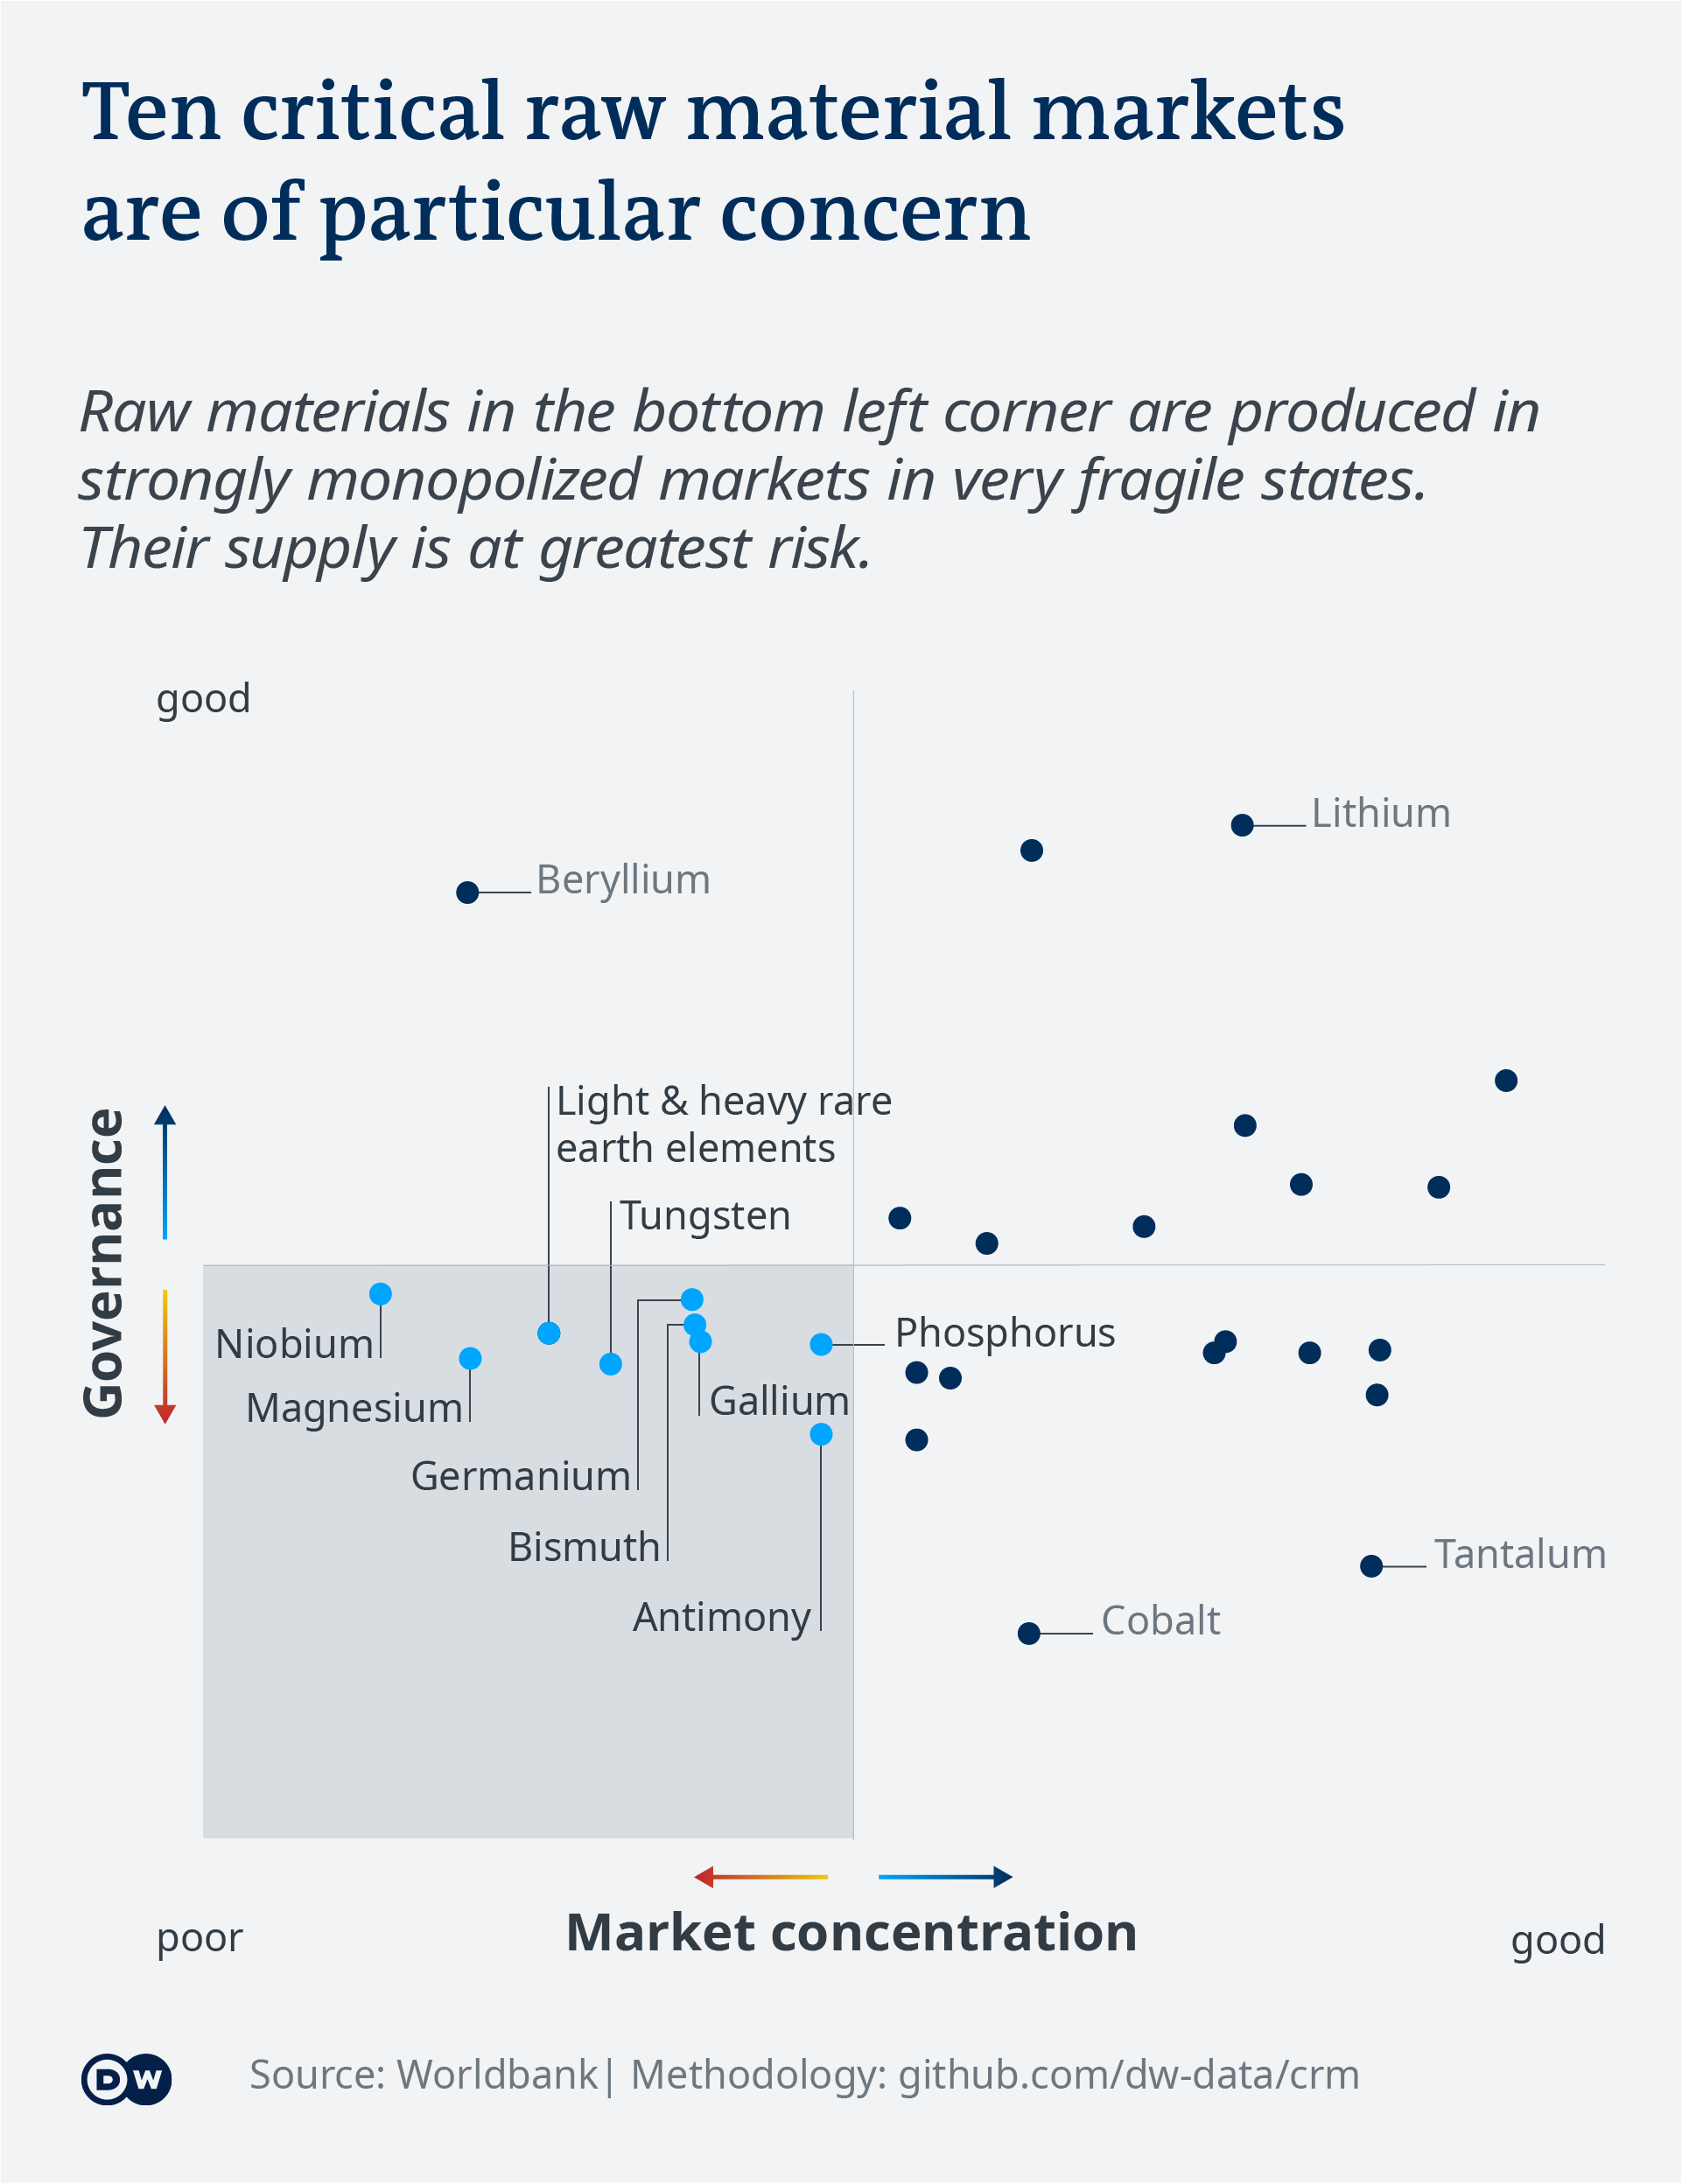 Ten critical raw material markets
are of particular concern
Raw materials in the bottom left corner are produced in
strongly monopolized markets in very fragile states.
Their supply is at greatest risk.
good
Lithium
Beryllium
Light & heavy rare
earth elements
Tungsten
Governance
Niobium
Phosphorus
Magnesium
Gallium
Germanium
Bismuth
Tantalum
Antimony
Cobalt
Market concentration
poor
good
DW
Source: Worldbank| Methodology: github.com/dw-data/crm